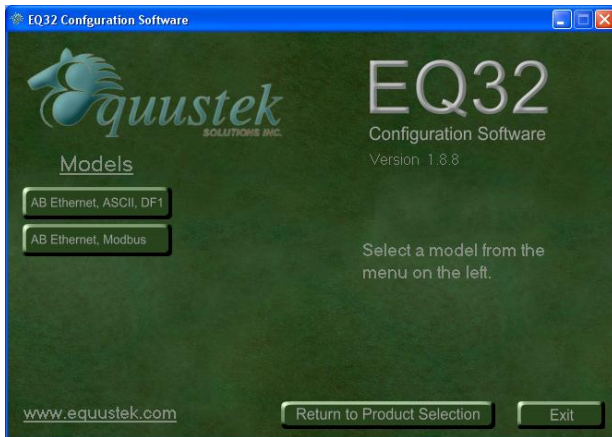 EQ32 Confguration Software
Equustek
SOLUTIONS INC.
EQ32
Configuration Software
Version 1.8.8
Models
AB Ethernet, ASCII, DF1
AB Ethernet, Modbus
Select a model from the
menu on the left.
www.equustek.com
Return to Product Selection
Exit